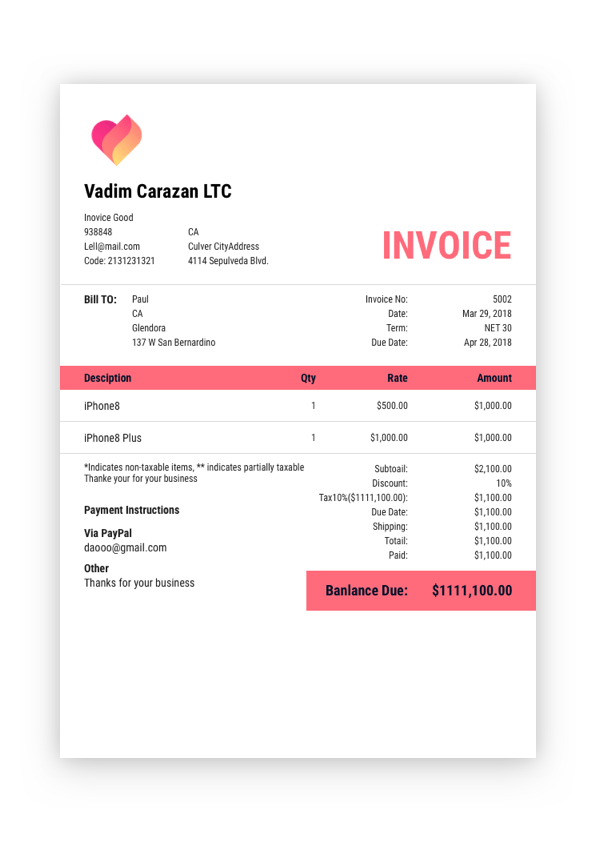 Vadim Carazan LTC
Inovice Good
938848 CA
Lell@mail.com Culver CityAddress
Code: 2131231321 4114 Sepulveda Blvd.
INVOICE
Bill TO: Paul
CA
Glendora
137 W San Bernardino
Invoice No: 5002
Date: Mar 29, 2018
Term: NET 30
Due Date: Apr 28, 2018
Desciption Qty Rate Amount
iPhone8 1 $500.00 $1,000.00
iPhone8 Plus 1 $1,000.00 $1,000.00
*Indicates non-taxable items, ** indicates partially taxable
Thanke your for your business
Payment Instructions
Via PayPal
daooo@gmail.com
Other
Thanks for your business
Subtoail: $2,100.00
Discount: 10%
Tax10%($1111,100.00): $1,100.00
Due Date: $1,100.00
Shipping: $1,100.00
Totail: $1,100.00
Paid: $1,100.00
Banlance Due: $1111,100.00